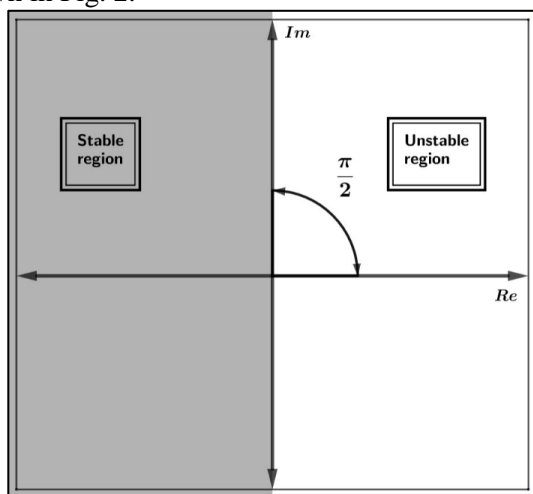 Im
Stable
region
Unstable
region
π
2
Re